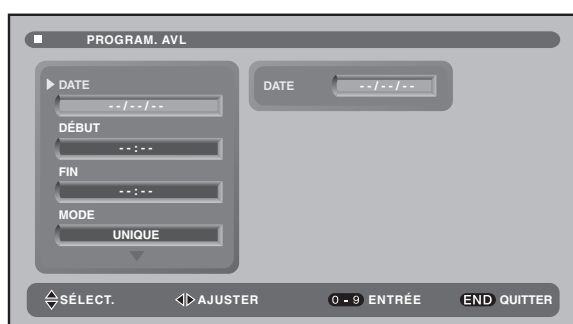 PROGRAM. AVL
DATE
--/--/--
DÉBUT
--:--
FIN
--:--
MODE
UNIQUE
DATE --/--/--
SÉLECT. AJUSTER 0-9 ENTRÉE END QUITTER